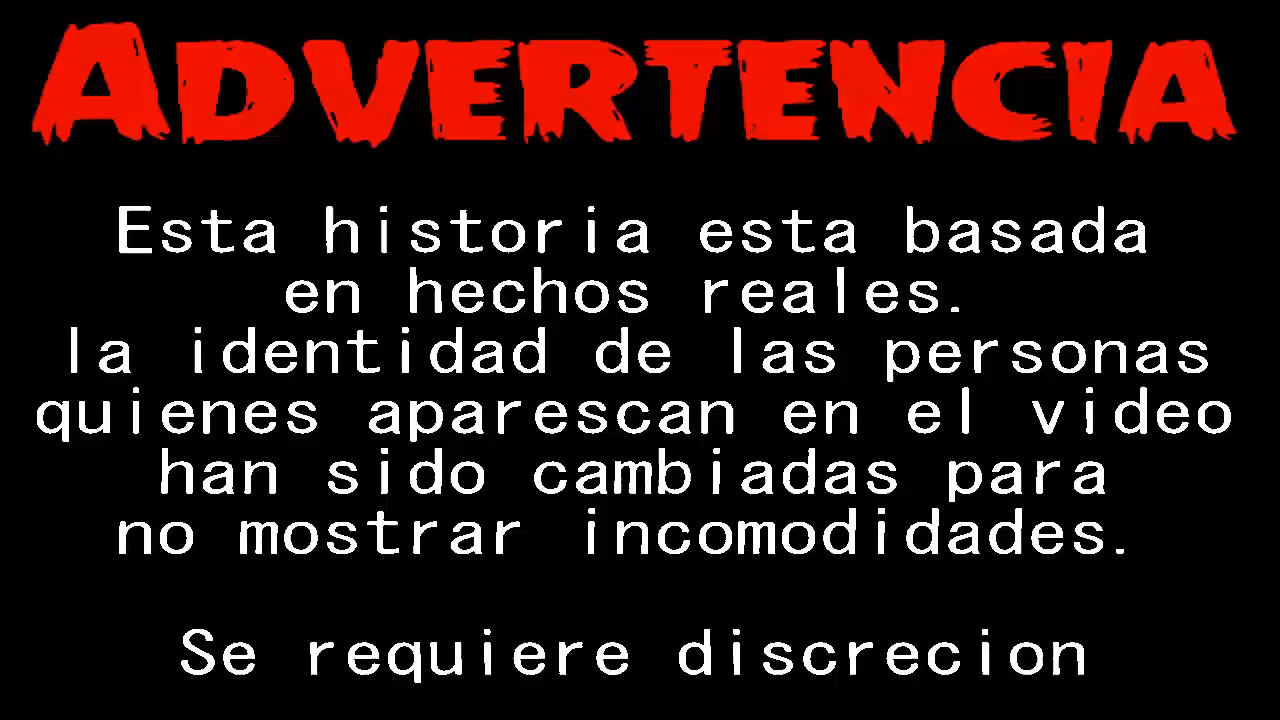 ADVERTENCIA
Esta historia esta basada
en hechos reales.
la identidad de las personas
quienes aparescan en el video
han sido cambiadas para
no mostrar incomodidades.
Se requiere discrecion